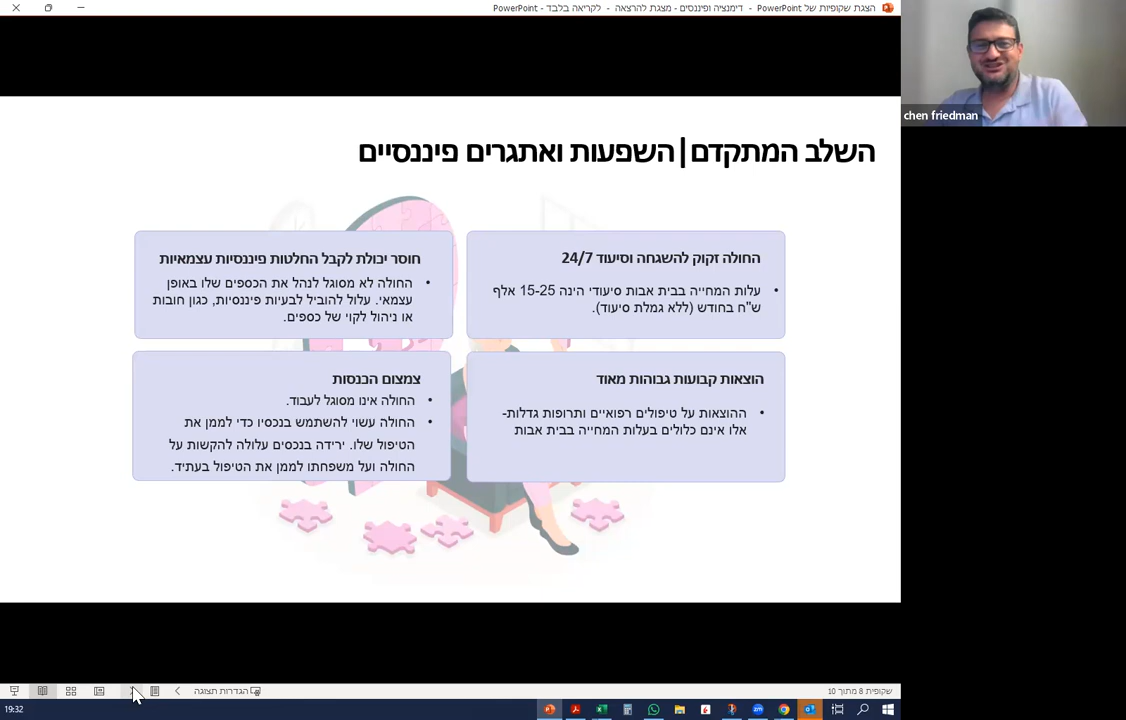 הצגת שקופיות של PowerPoint - דימנציה ופיננסים - מצגת להרצאה - לקריאה בלבד - PowerPoint
chen friedman
השלב המתקדם|השפעות ואתגרים פיננסיים
החולה זקוק להשגחה וסיעוד 24/7
• עלות המחייה בבית אבות סיעודי הינה 15-25 אלף
ש"ח בחודש (ללא גמלת סיעוד).
חוסר יכולת לקבל החלטות פיננסיות עצמאיות
• החולה לא מסוגל לנהל את הכספים שלו באופן
עצמאי. עלול להוביל לבעיות פיננסיות, כגון חובות
או ניהול לקוי של כספים.
הוצאות קבועות גבוהות מאוד
• ההוצאות על טיפולים רפואיים ותרופות גדלות-
אלו אינם כלולים בעלות המחייה בבית אבות
צמצום הכנסות
• החולה אינו מסוגל לעבוד.
• החולה עשוי להשתמש בנכסיו כדי לממן את
הטיפול שלו. ירידה בנכסים עלולה להקשות על
החולה ועל משפחתו לממן את הטיפול בעתיד.
שקופית 8 מתוך 10
הגדרות תצוגה
19:32